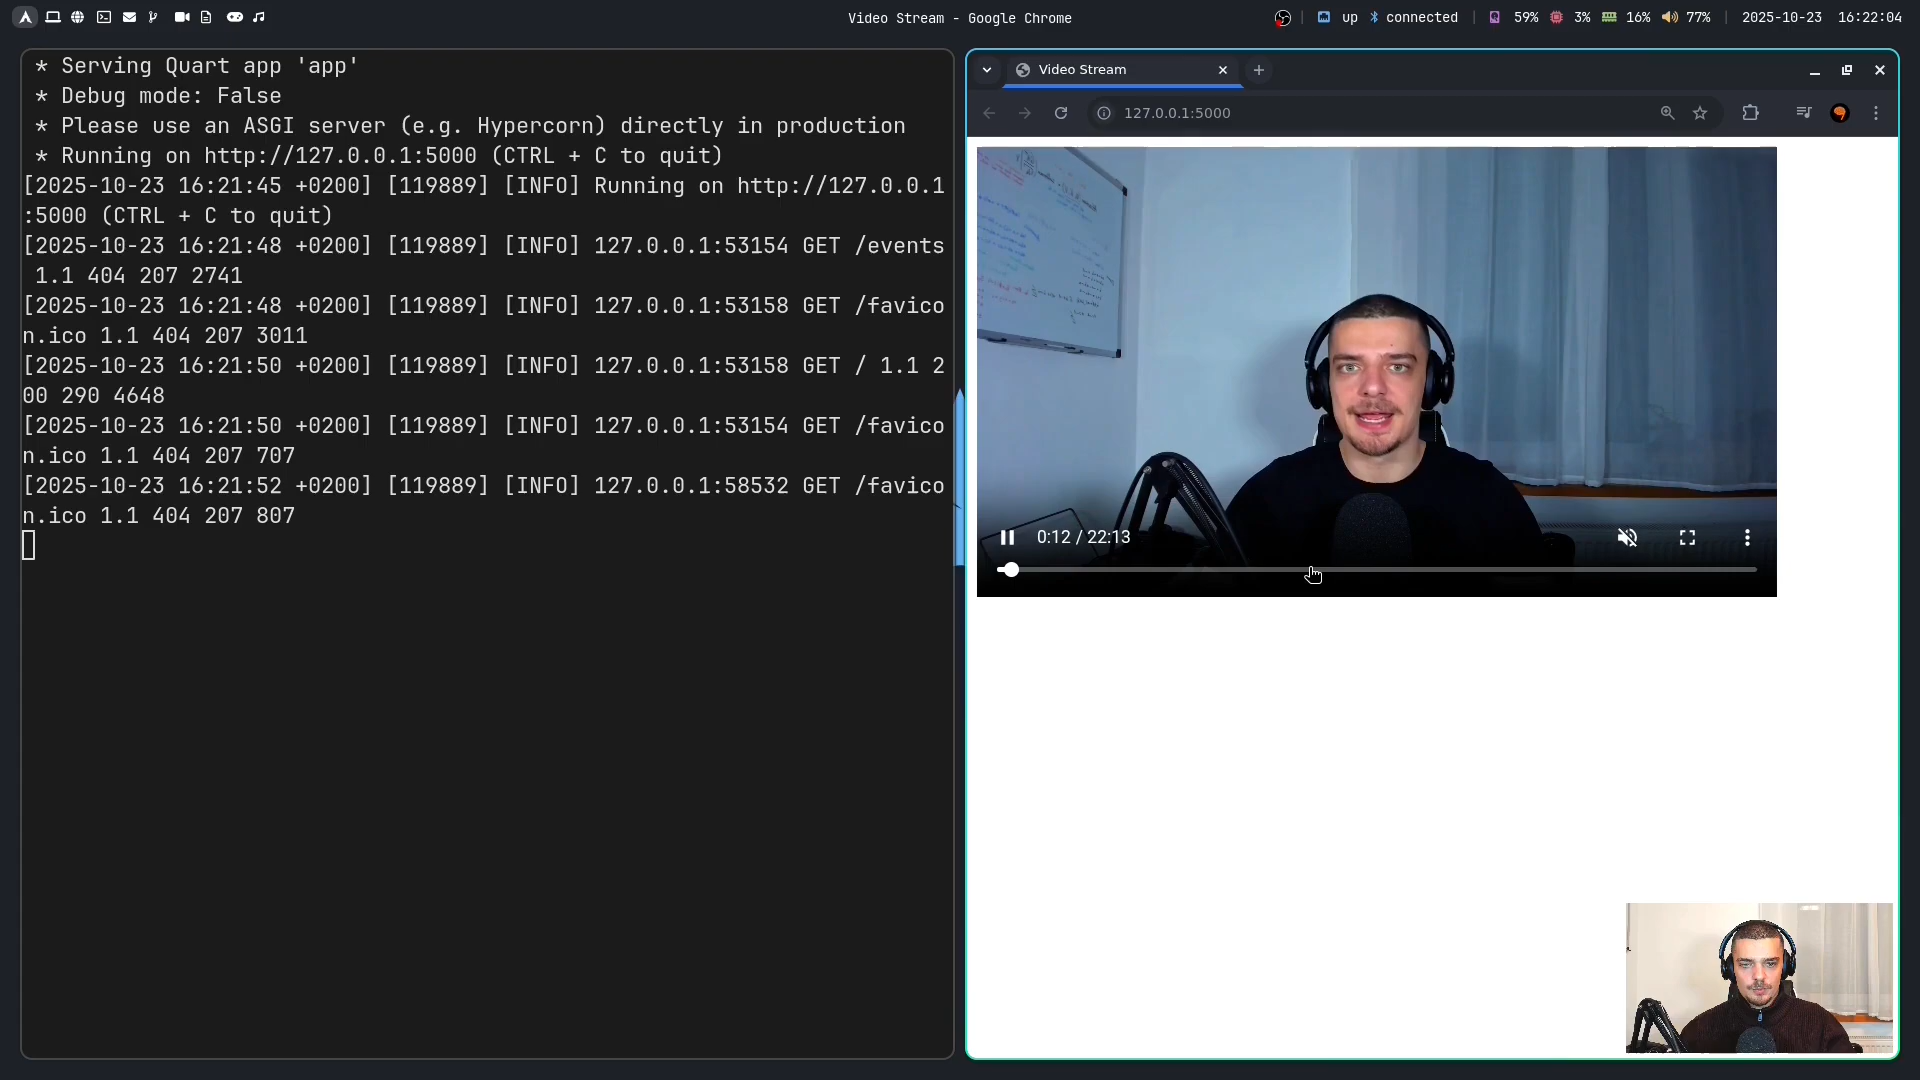 Video Stream - Google Chrome
up connected 59% 3% 16% 77% 2025-10-23 16:22:04
* Serving Quart app 'app'
* Debug mode: False
* Please use an ASGI server (e.g. Hypercorn) directly in production
* Running on http://127.0.0.1:5000 (CTRL + C to quit)
[2025-10-23 16:21:45 +0200] [119889] [INFO] Running on http://127.0.0.1
:5000 (CTRL + C to quit)
[2025-10-23 16:21:48 +0200] [119889] [INFO] 127.0.0.1:53154 GET /events
1.1 404 207 2741
[2025-10-23 16:21:48 +0200] [119889] [INFO] 127.0.0.1:53158 GET /favico
n.ico 1.1 404 207 3011
[2025-10-23 16:21:50 +0200] [119889] [INFO] 127.0.0.1:53158 GET / 1.1 2
00 290 4648
[2025-10-23 16:21:50 +0200] [119889] [INFO] 127.0.0.1:53154 GET /favico
n.ico 1.1 404 207 707
[2025-10-23 16:21:52 +0200] [119889] [INFO] 127.0.0.1:58532 GET /favico
n.ico 1.1 404 207 807
Video Stream
127.0.0.1:5000
0:12 / 22:13